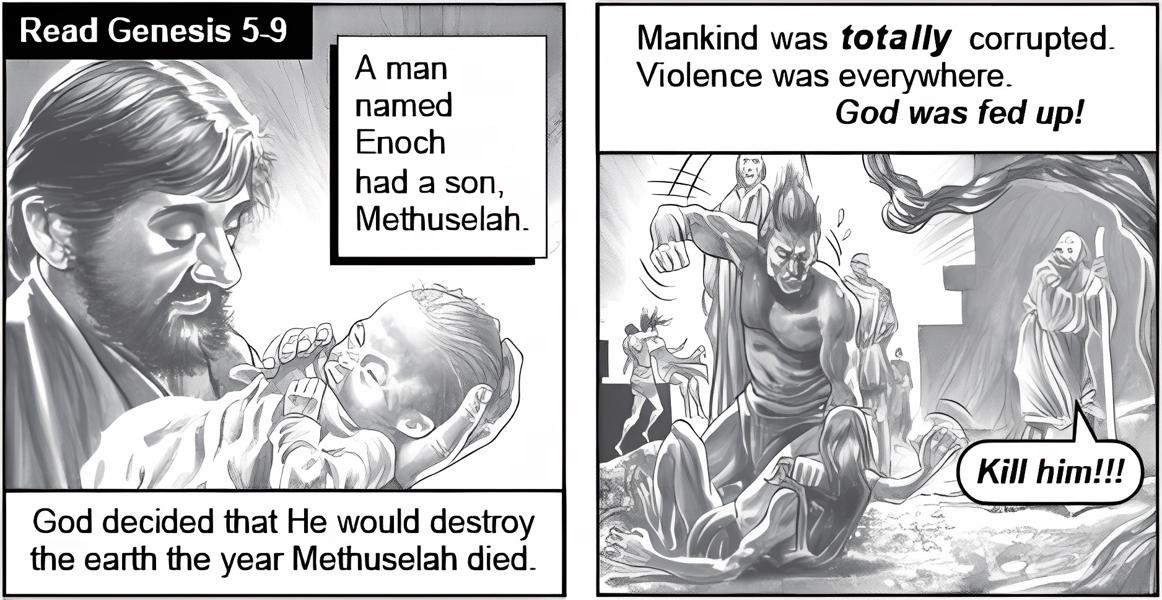 Read Genesis 5-9
A man
named
Enoch
had a son,
Methuselah.
God decided that He would destroy
the earth the year Methuselah died.
Mankind was totally corrupted.
Violence was everywhere.
God was fed up!
Kill him!!!